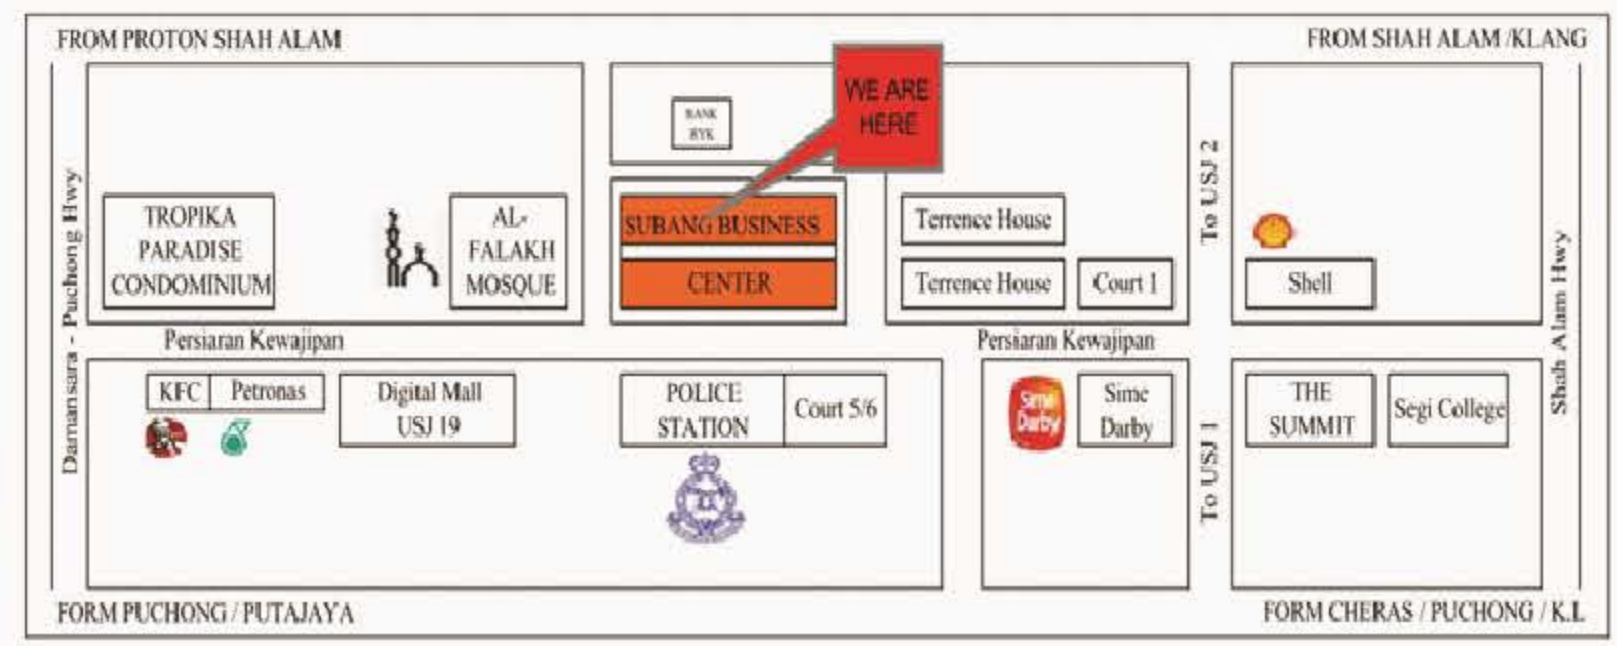 FROM PROTON SHAH ALAM
FROM SHAH ALAM /KLANG
WE ARE
HERE
BANK
RYK
To USJ 2
Damansara - Puchong Hwy
TROPIKA
PARADISE
CONDOMINIUM
AL-
FALAKH
MOSQUE
SUBANG BUSINESS
CENTER
Terrence House
Terrence House
Court 1
Shell
Shah Alam Hwy
Persiaran Kewajipan
Persiaran Kewajipan
KFC
Petronas
Digital Mall
USJ 19
POLICE
STATION
Court 5/6
Sime
Darby
Sime
Darby
To USJ 1
THE
SUMMIT
Segi College
FORM PUCHONG / PUTAJAYA
FORM CHERAS / PUCHONG / K.L